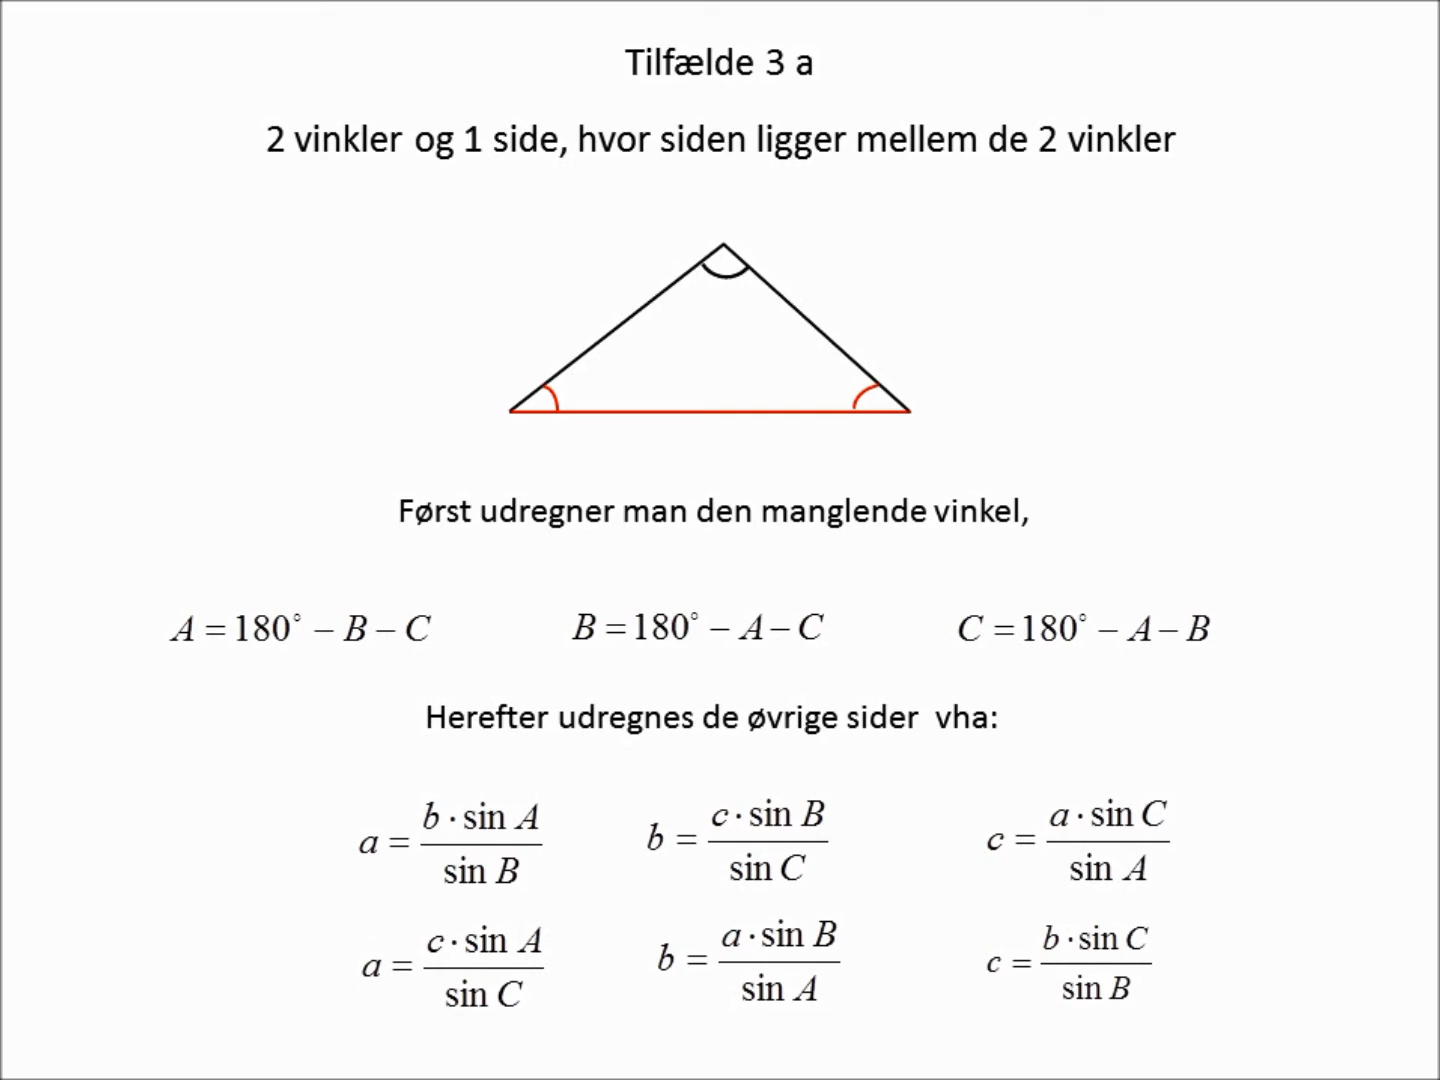 Tilfælde 3 a
2 vinkler og 1 side, hvor siden ligger mellem de 2 vinkler
Først udregner man den manglende vinkel,
A = 180° − B − C
B = 180° − A − C
C = 180° − A − B
Herefter udregnes de øvrige sider vha:
a = b · sin A / sin B
b = c · sin B / sin C
c = a · sin C / sin A
a = c · sin A / sin C
b = a · sin B / sin A
c = b · sin C / sin B